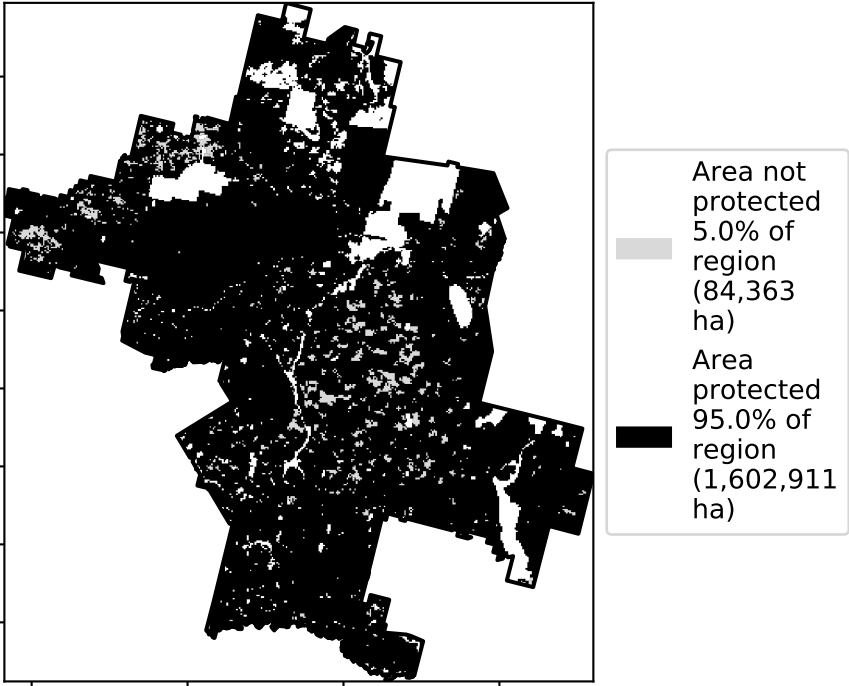 Area not
protected
5.0% of
region
(84,363
ha)
Area
protected
95.0% of
region
(1,602,911
ha)